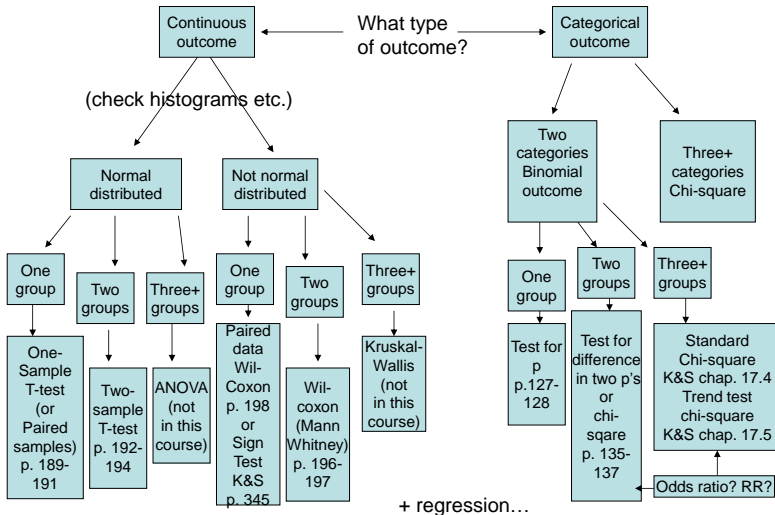 Continuous
outcome
What type
of outcome?
Categorical
outcome
(check histograms etc.)
Normal
distributed
Not normal
distributed
Two
categories
Binomial
outcome
Three+
categories
Chi-square
One
group
Two
groups
Three+
groups
One
group
Two
groups
Three+
groups
One
group
Two
groups
Three+
groups
One-
Sample
T-test
(or
Paired
samples)
p. 189-
191
Two-
sample
T-test
p. 192-
194
ANOVA
(not
in this
course)
Paired
data
Wil-
Coxon
p. 198
or
Sign
Test
K&S
p. 345
Wil-
coxon
(Mann
Whitney)
p. 196-
197
Kruskal-
Wallis
(not
in this
course)
Test for
p
p.127-
128
Test for
difference
in two p's
or
chi-
sqare
p. 135-
137
Standard
Chi-square
K&S chap. 17.4
Trend test
chi-square
K&S chap. 17.5
Odds ratio? RR?
+ regression…